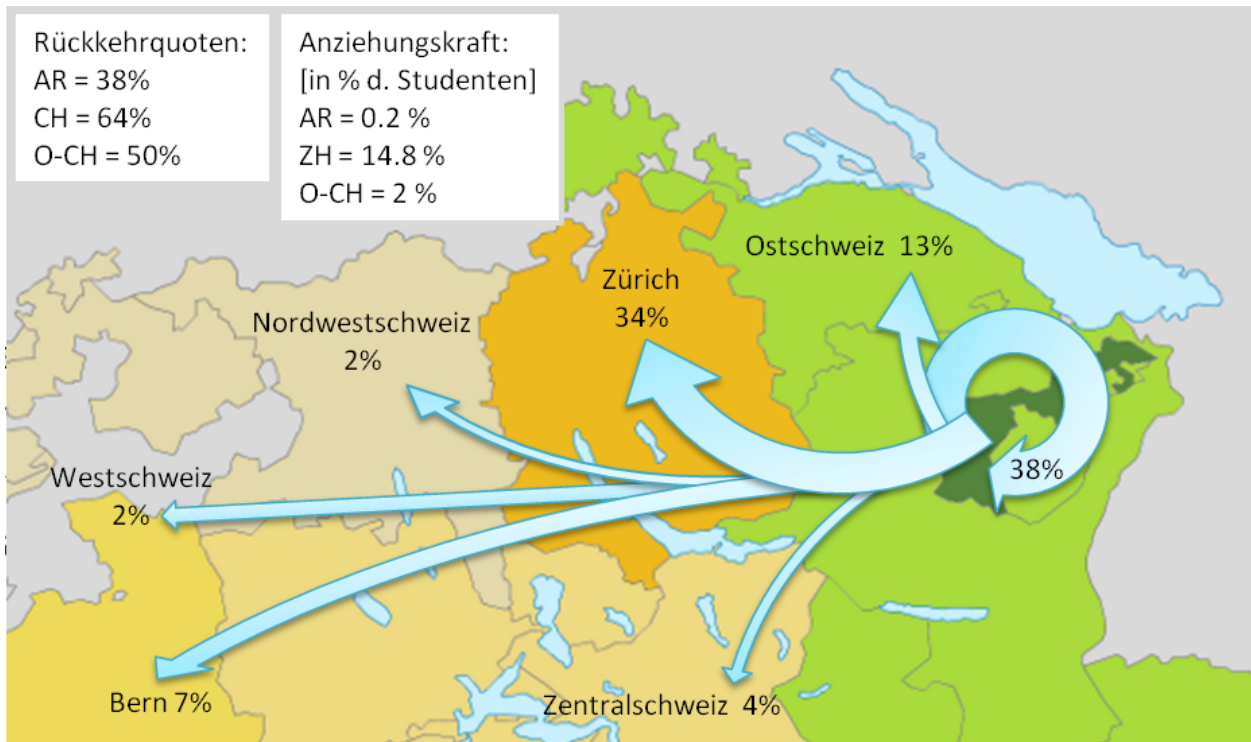 Rückkehrquoten:
AR = 38%
CH = 64%
O-CH = 50%
Anziehungskraft:
[in % d. Studenten]
AR = 0.2 %
ZH = 14.8 %
O-CH = 2 %
Ostschweiz 13%
Zürich
34%
Nordwestschweiz
2%
38%
Westschweiz
2%
Bern 7%
Zentralschweiz 4%